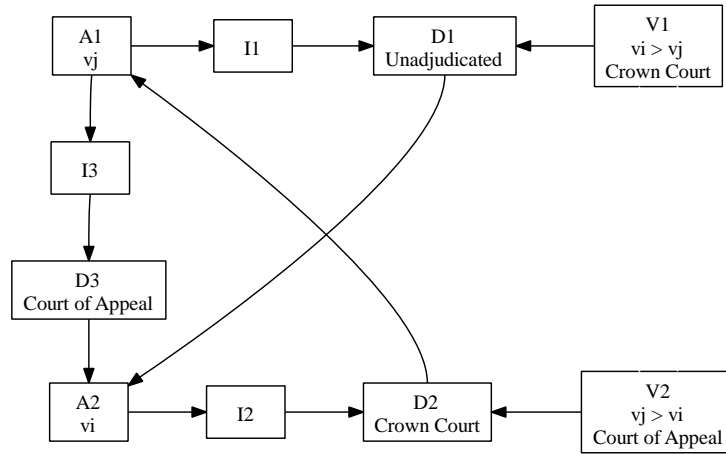 A1
vj
I1
D1
Unadjudicated
V1
vi > vj
Crown Court
I3
D3
Court of Appeal
A2
vi
I2
D2
Crown Court
V2
vj > vi
Court of Appeal